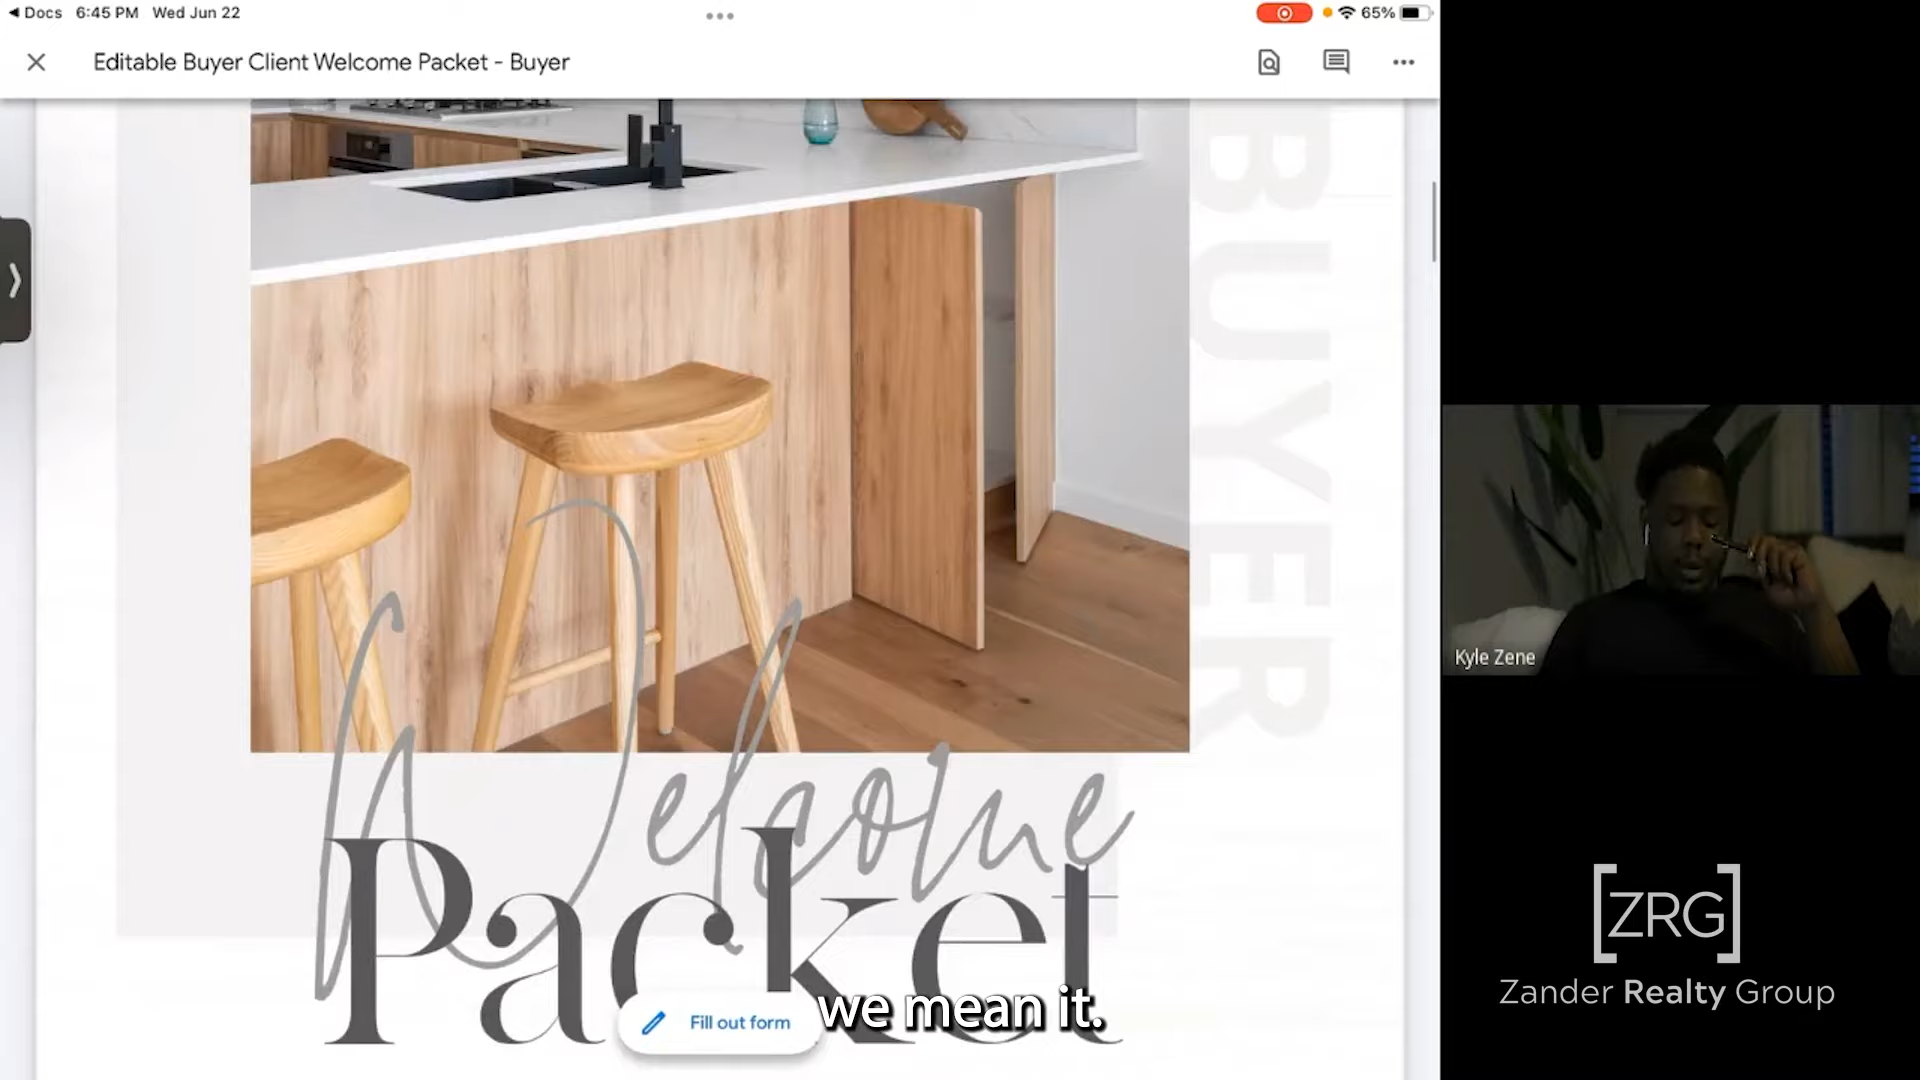 Docs 6:45 PM Wed Jun 22
65%
Editable Buyer Client Welcome Packet - Buyer
BUYER
Welcome
Packet
Fill out form
we mean it.
Kyle Zene
[ZRG]
Zander Realty Group